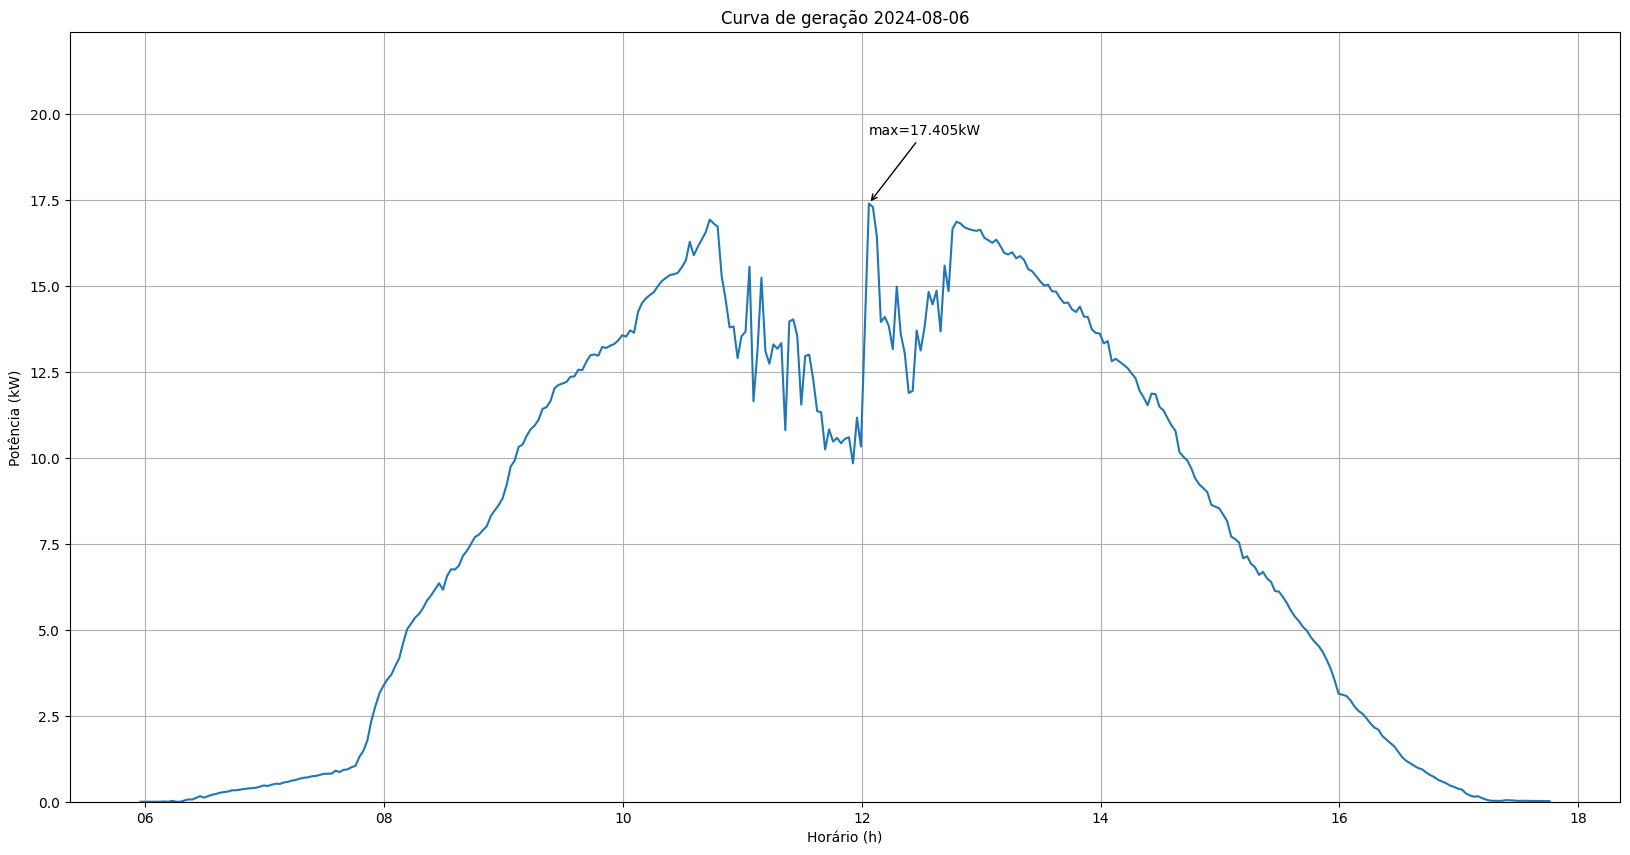 Curva de geração 2024-08-06
max=17.405kW
Potência (kW)
20.0
17.5
15.0
12.5
10.0
7.5
5.0
2.5
0.0
06 08 10 12 14 16 18
Horário (h)